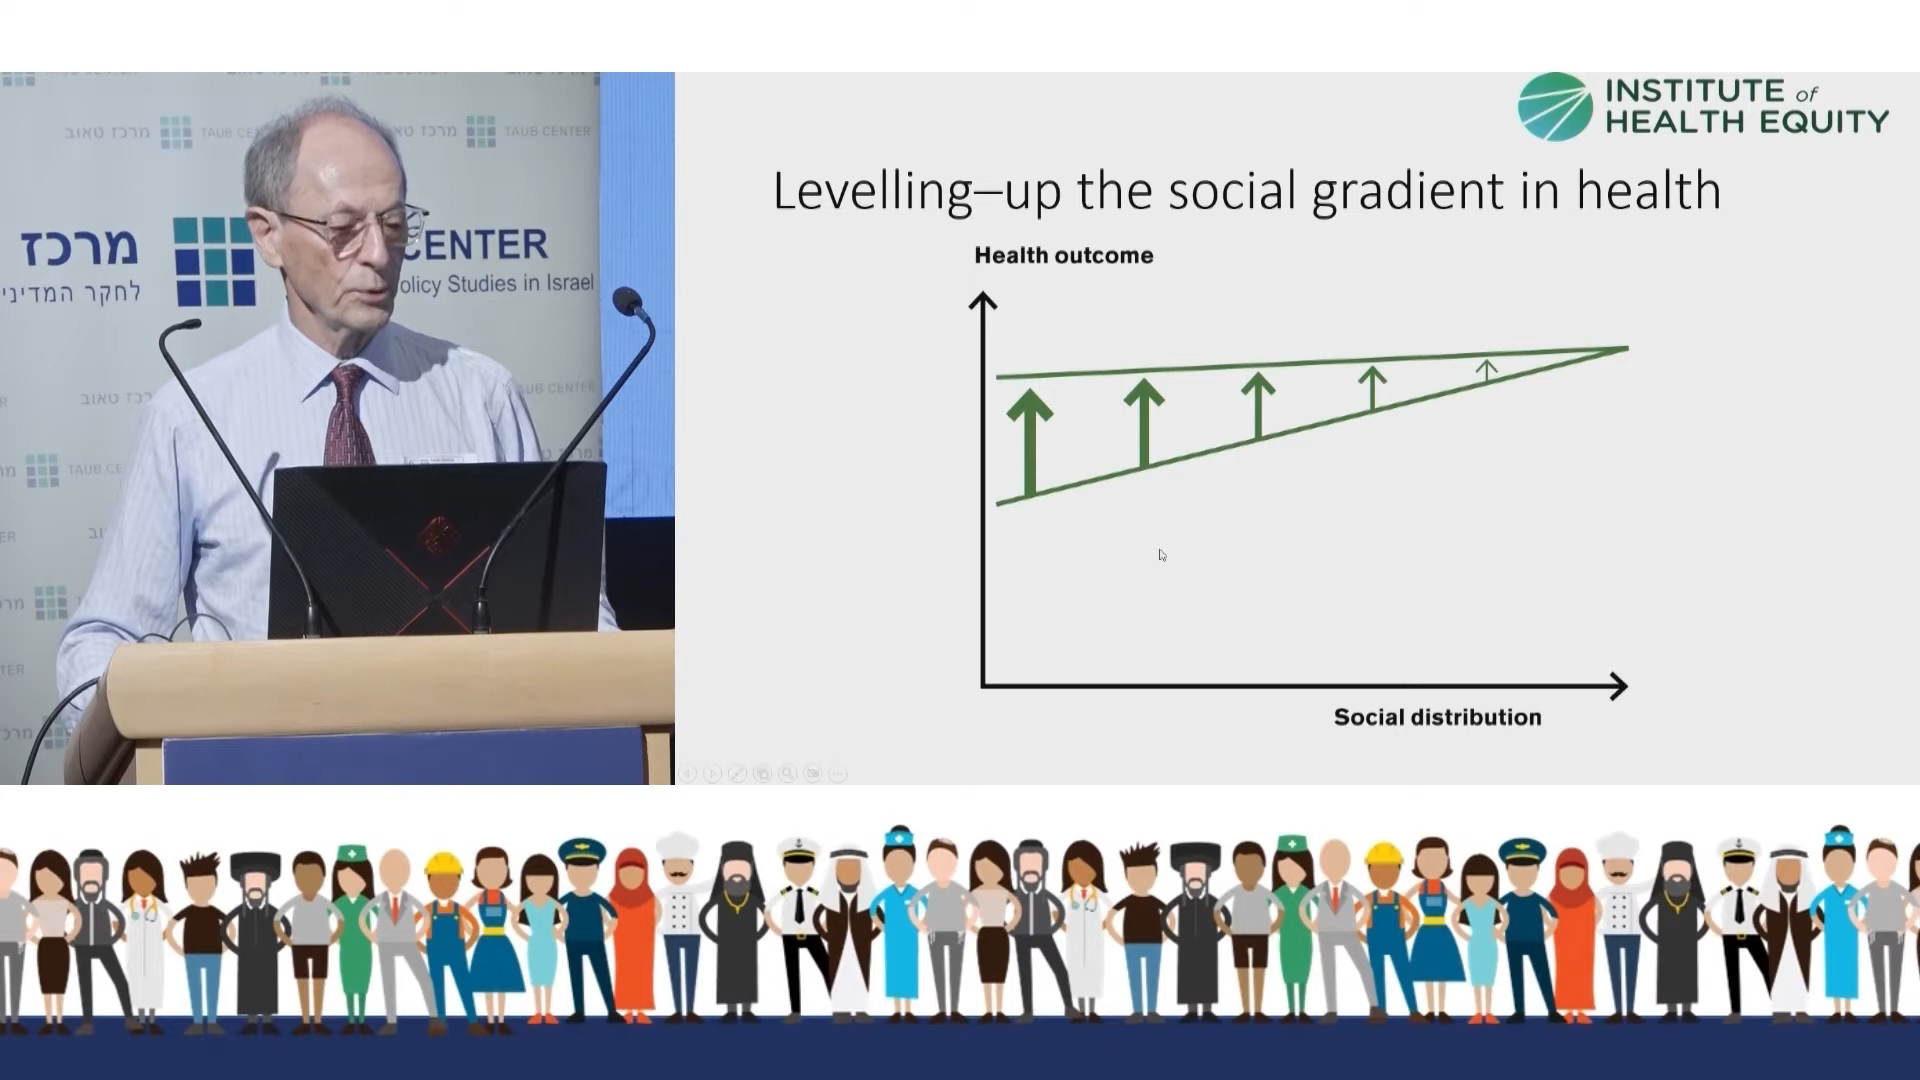 מרכז טאוב
TAUB CENTER
מרכז
CENTER
לחקר המדיני
olicy Studies in Israel
INSTITUTE of
HEALTH EQUITY
Levelling–up the social gradient in health
Health outcome
Social distribution